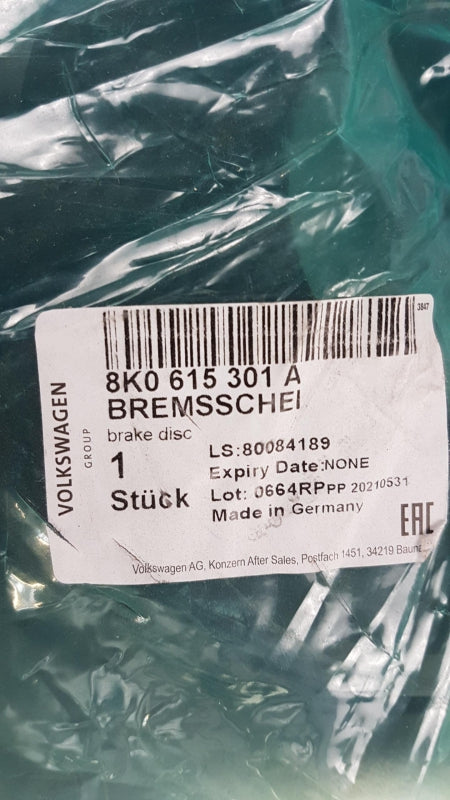 3847
8K0 615 301 A
BREMSSCHEI
brake disc
VOLKSWAGEN
GROUP
1
Stück
LS:80084189
Expiry Date:NONE
Lot: 0664RPPP 20210531
Made in Germany
EAC
Volkswagen AG, Konzern After Sales, Postfach 1451, 34219